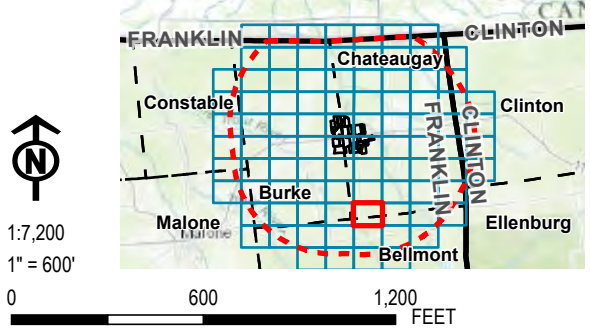 CAN
FRANKLIN
CLINTON
Chateaugay
Constable
Clinton
FRANKLIN
CLINTON
Burke
Malone
Malone
Ellenburg
Bellmont
N
1:7,200
1" = 600'
0 600 1,200
FEET